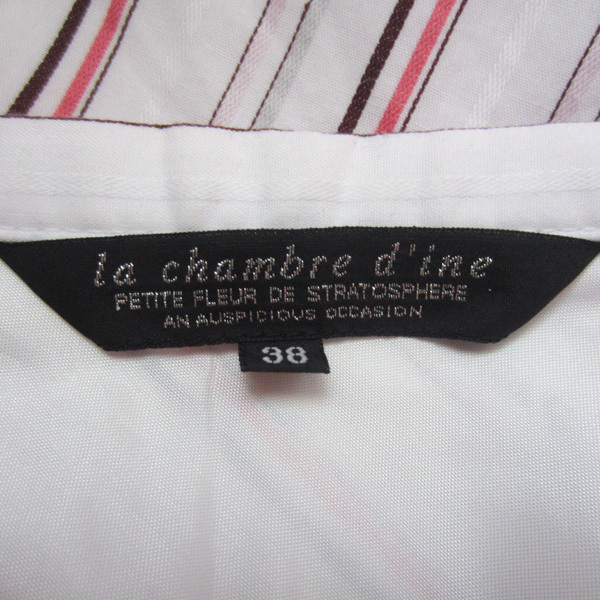 la chambre d'ine
PETITE FLEUR DE STRATOSPHERE
AN AUSPICIOUS OCCASION
38